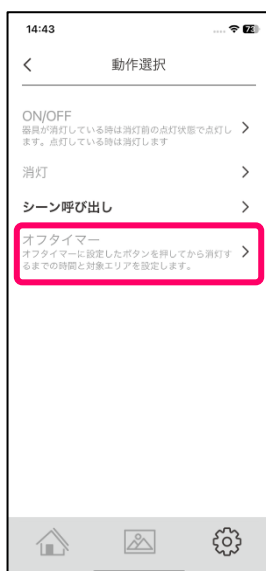 14:43
73
動作選択
ON/OFF
器具が消灯している時は消灯前の点灯状態で点灯し
ます。点灯している時は消灯します
消灯
シーン呼び出し
オフタイマー
オフタイマーに設定したボタンを押してから消灯す
るまでの時間と対象エリアを設定します。